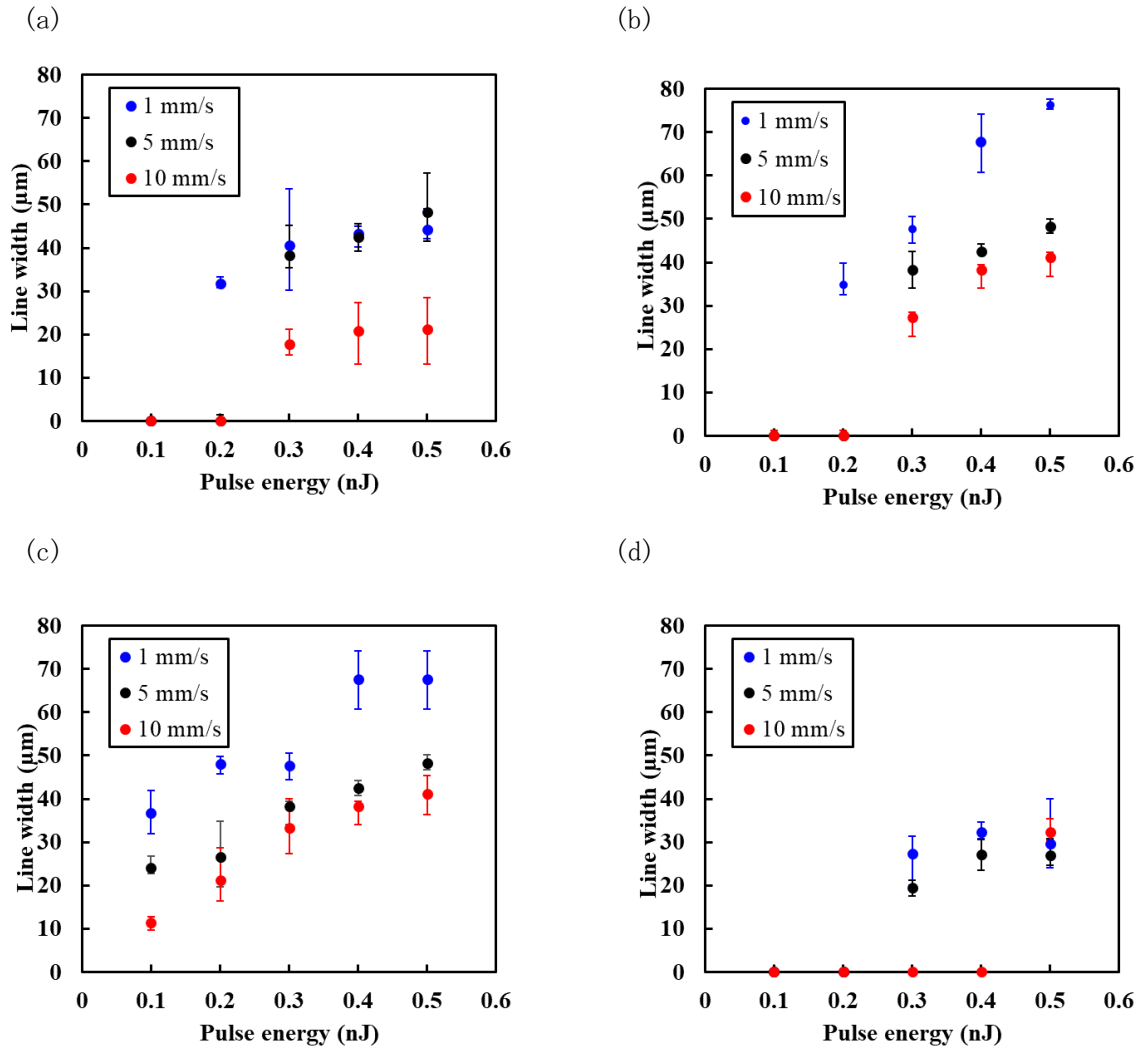 (a)
80
70
60
50
40
30
20
10
0
0 0.1 0.2 0.3 0.4 0.5 0.6
Line width (μm)
Pulse energy (nJ)
1 mm/s
5 mm/s
10 mm/s
(b)
80
70
60
50
40
30
20
10
0
0 0.1 0.2 0.3 0.4 0.5 0.6
Line width (μm)
Pulse energy (nJ)
1 mm/s
5 mm/s
10 mm/s
(c)
80
70
60
50
40
30
20
10
0
0 0.1 0.2 0.3 0.4 0.5 0.6
Line width (μm)
Pulse energy (nJ)
1 mm/s
5 mm/s
10 mm/s
(d)
80
70
60
50
40
30
20
10
0
0 0.1 0.2 0.3 0.4 0.5 0.6
Line width (μm)
Pulse energy (nJ)
1 mm/s
5 mm/s
10 mm/s